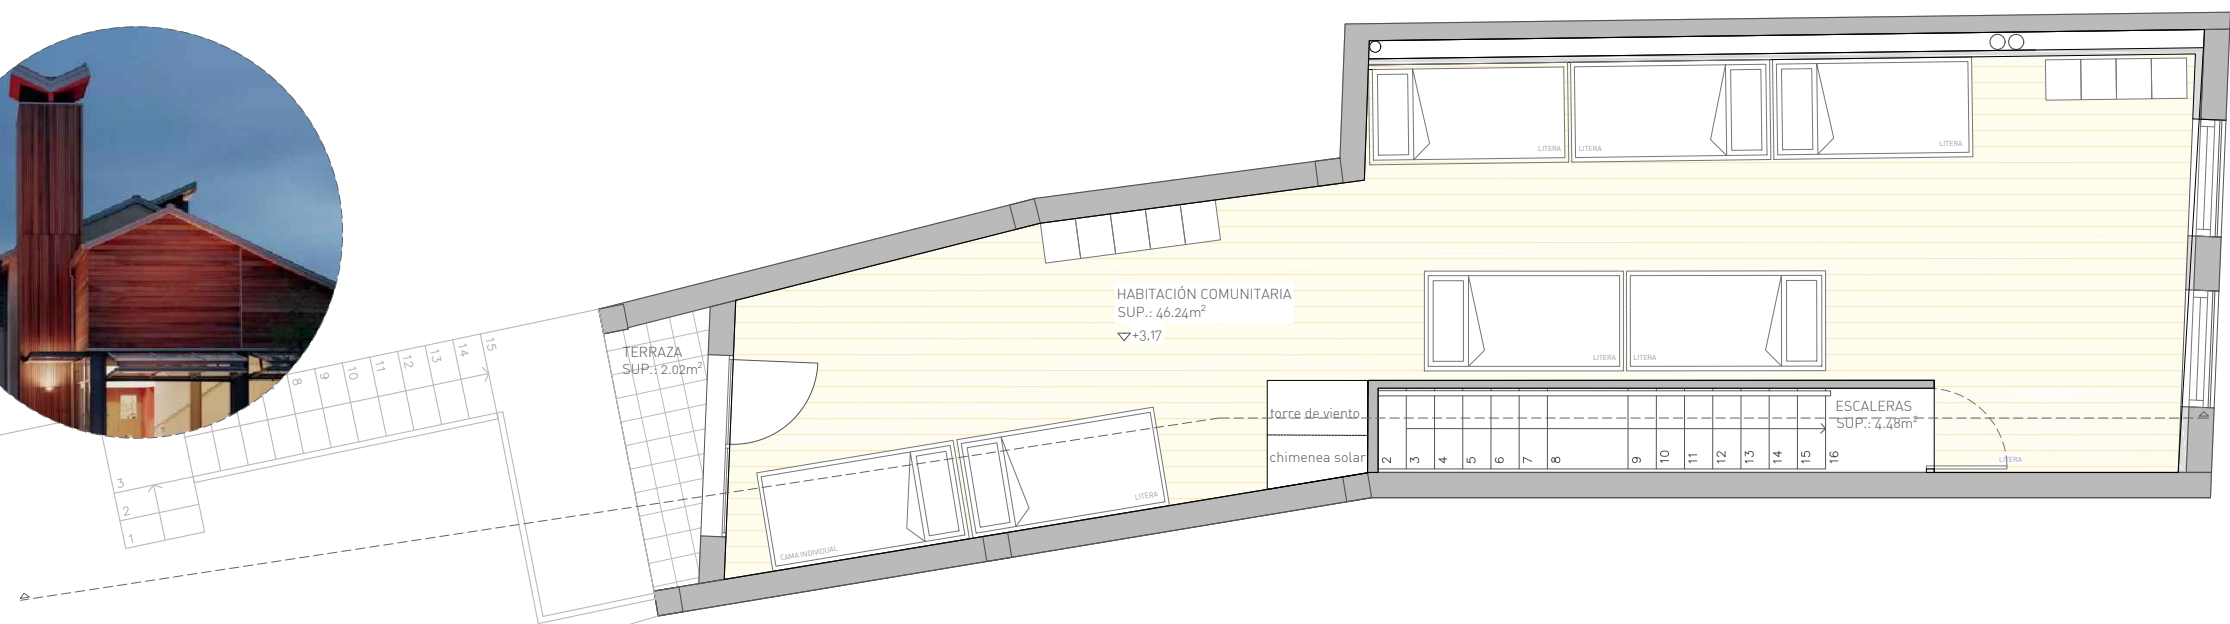 LITERA
LITERA
LITERA
HABITACIÓN COMUNITARIA
SUP.: 46.24m²
+3.17
TERRAZA
SUP.: 2.02m²
LITERA
LITERA
torre de viento
chimenea solar
ESCALERAS
SUP.: 4.48m²
LITERA
LITERA
CAMA INDIVIDUAL
2 3 4 5 6 7 8 9 10 11 12 13 14 15 16
1 2 3
8 9 10 11 12 13 14 15